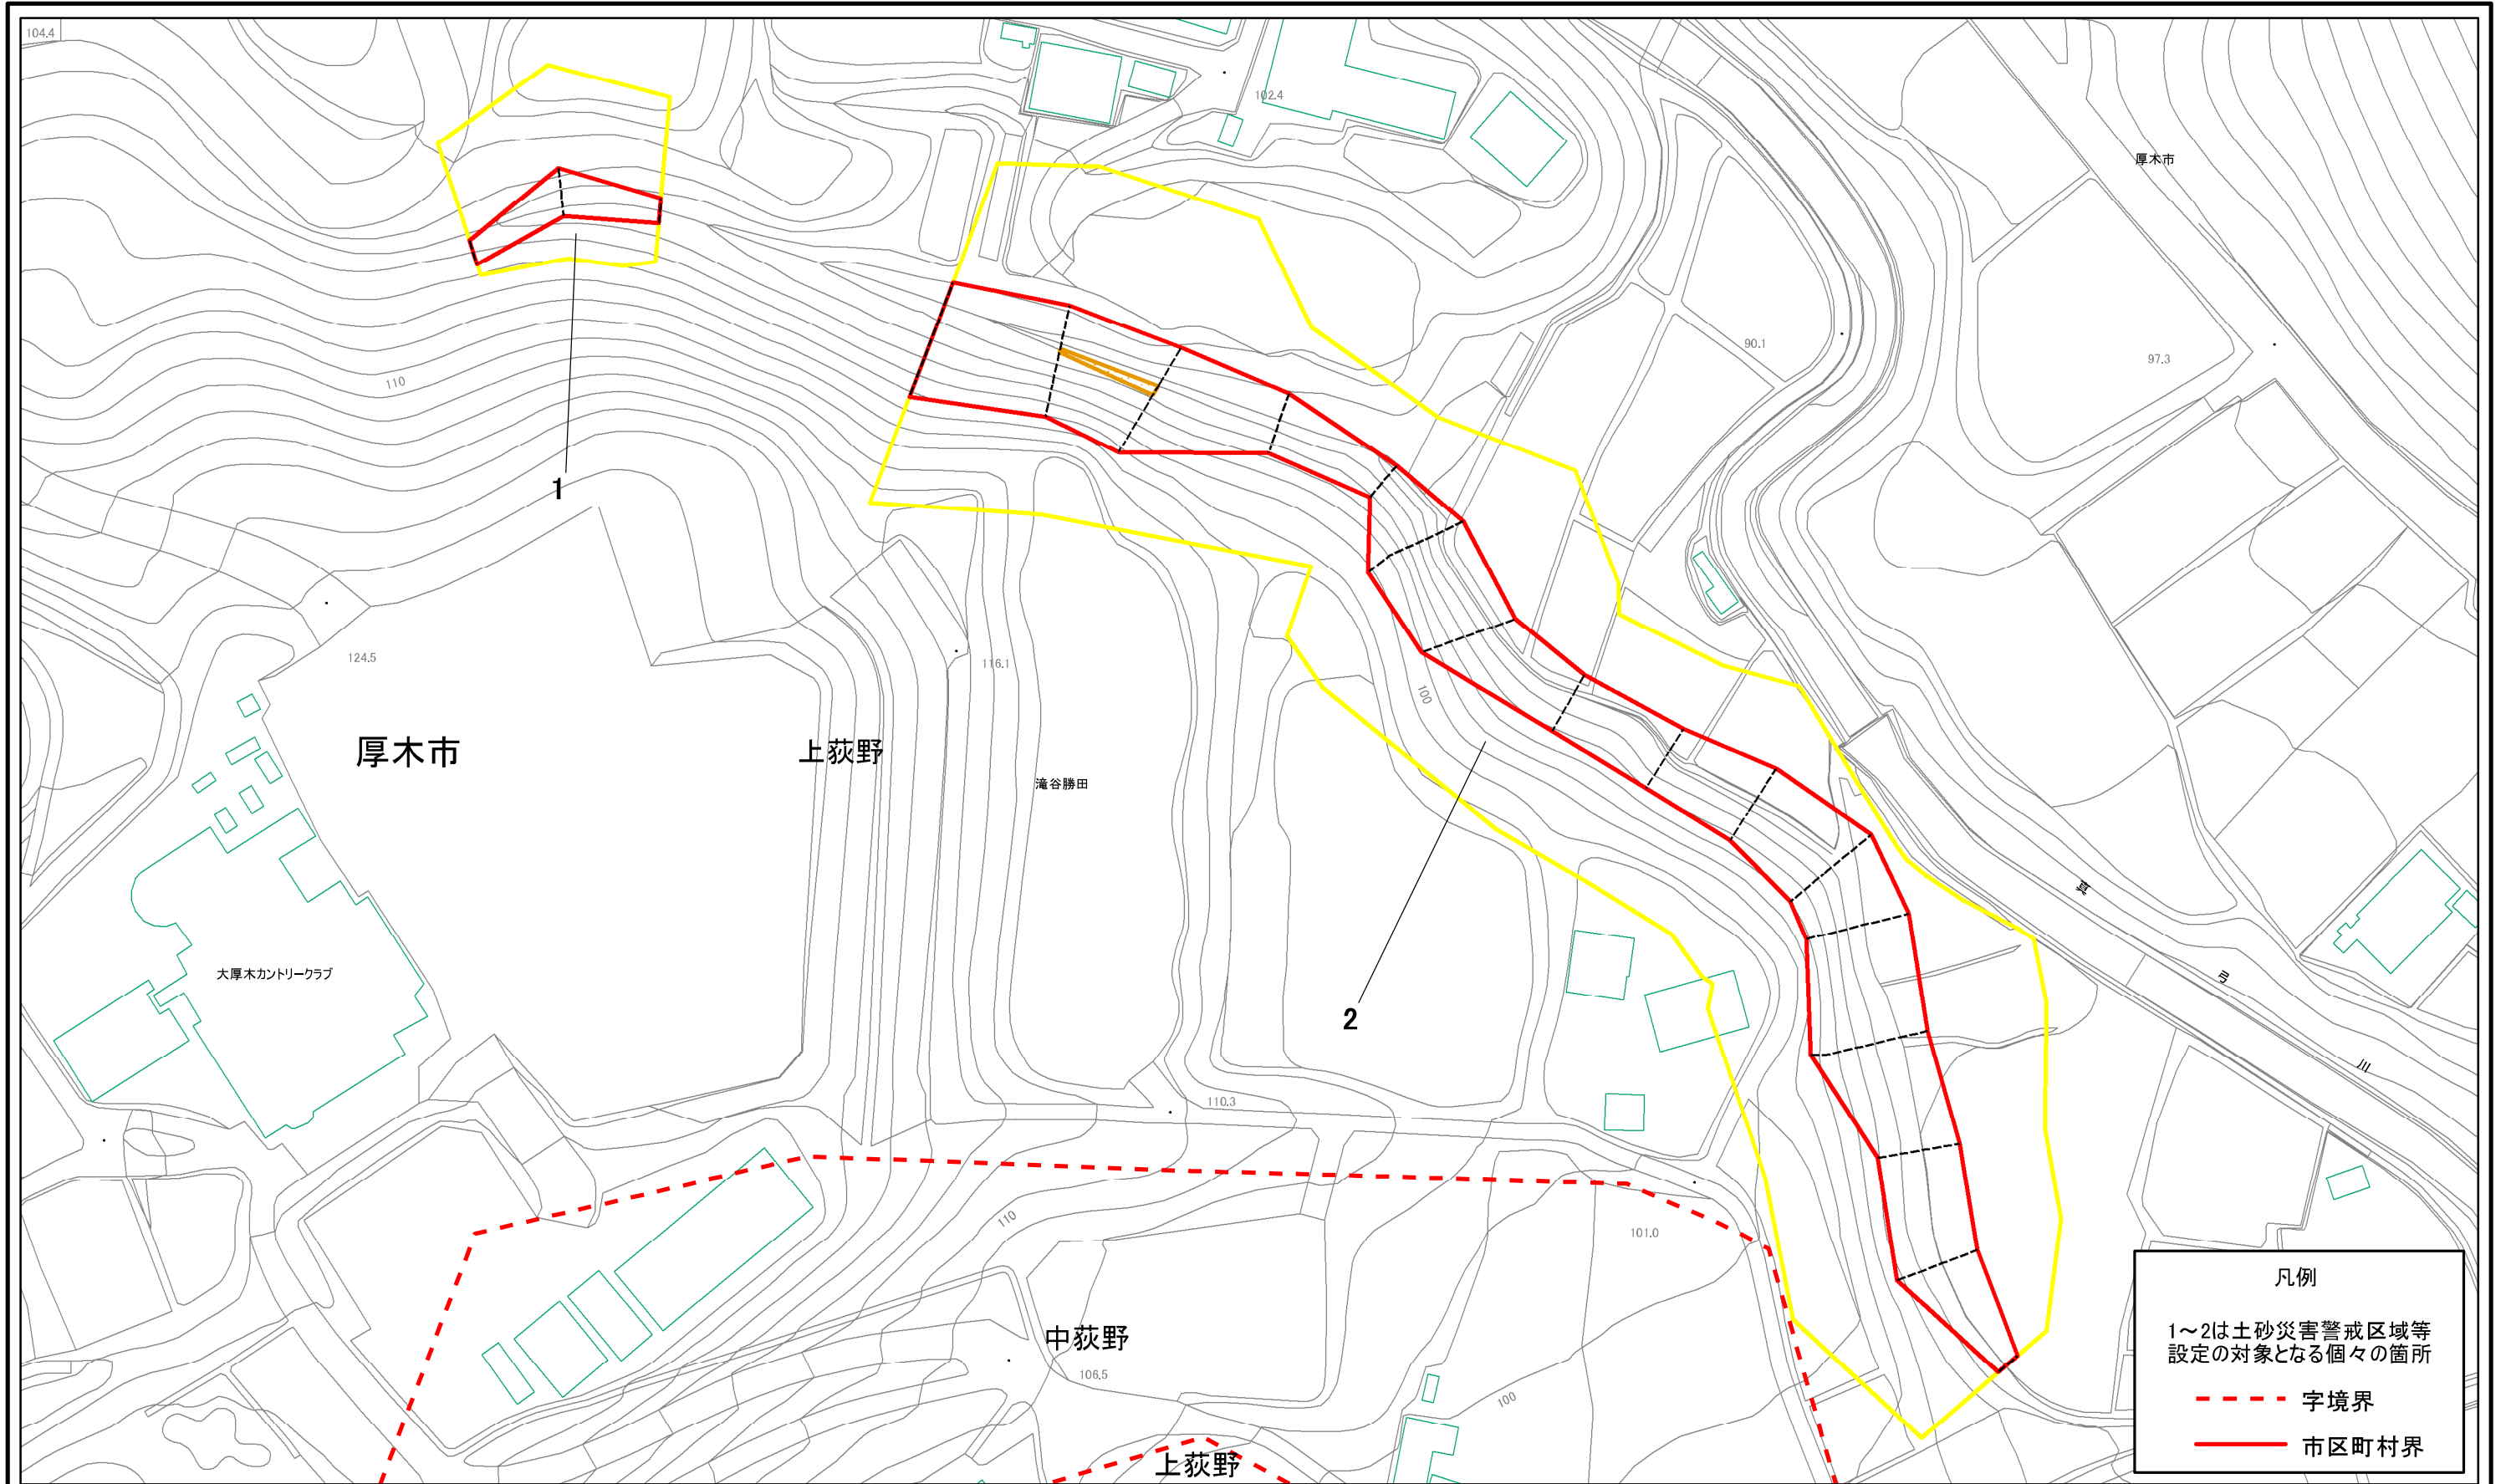 104.4
102.4
厚木市
90.1
97.3
110
1
124.5
116.1
100
厚木市
上荻野
滝谷勝田
真
弓
川
大厚木カントリークラブ
2
110.3
110
101.0
中荻野
106.5
100
上荻野
凡例
1～2は土砂災害警戒区域等
設定の対象となる個々の箇所
字境界
市区町村界